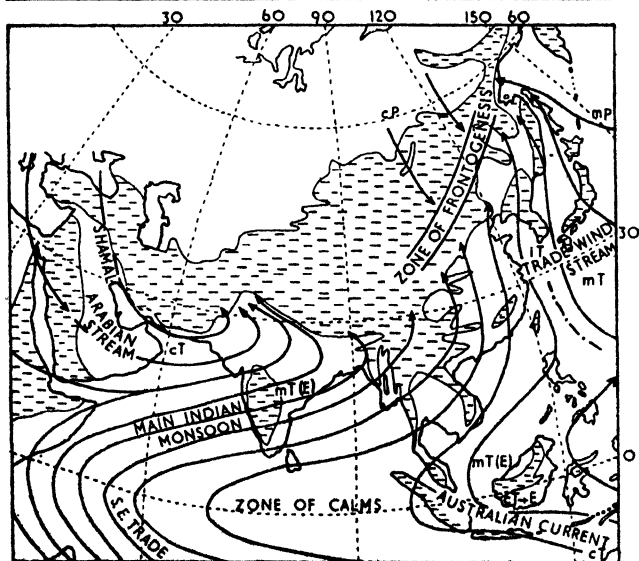 30 60 90 120 150 60
cP
mP
ZONE OF FRONTOGENESIS
30
TRADE WIND
STREAM
mT
SHAMAL
ARABIAN
STREAM
cT
mT(E)
MAIN INDIAN
MONSOON
mT(E)
0
S.E. TRADE
ZONE OF CALMS
AUSTRALIAN CURRENT